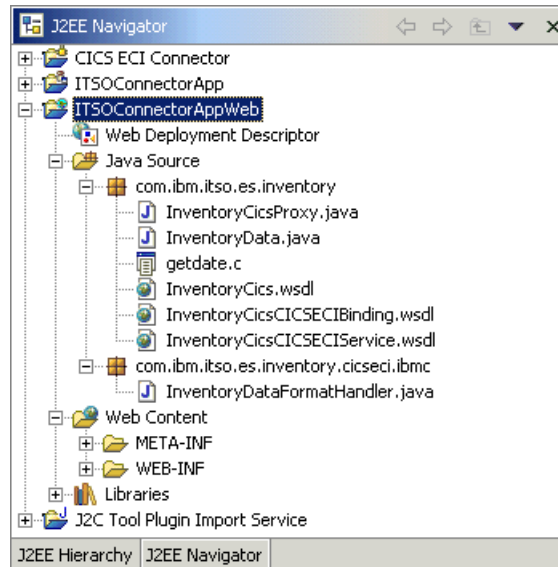 J2EE Navigator
CICS ECI Connector
ITSOConnectorApp
ITSOConnectorAppWeb
Web Deployment Descriptor
Java Source
com.ibm.itso.es.inventory
InventoryCicsProxy.java
InventoryData.java
getdate.c
InventoryCics.wsdl
InventoryCicsCICSECIBinding.wsdl
InventoryCicsCICSECIService.wsdl
com.ibm.itso.es.inventory.cicseci.ibmc
InventoryDataFormatHandler.java
Web Content
META-INF
WEB-INF
Libraries
J2C Tool Plugin Import Service
J2EE Hierarchy J2EE Navigator